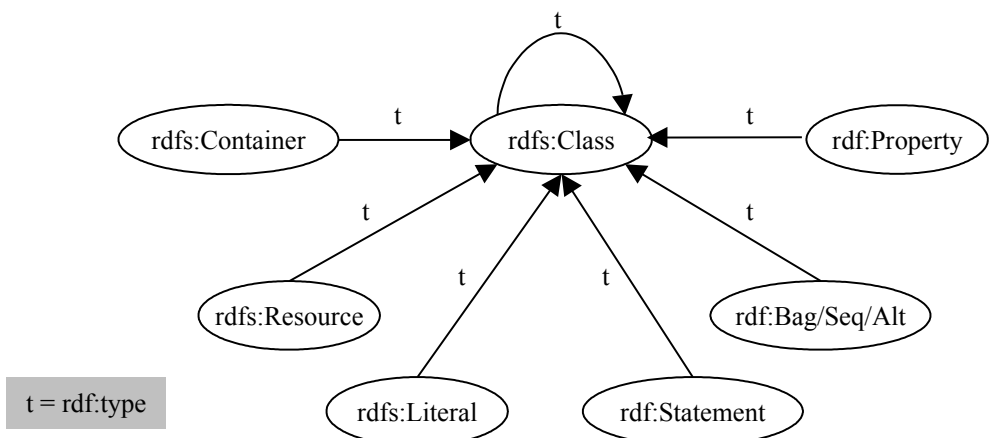 t
rdfs:Container
t
rdfs:Class
t
rdf:Property
t
t
rdfs:Resource
t
t
rdf:Bag/Seq/Alt
t = rdf:type
rdfs:Literal
rdf:Statement